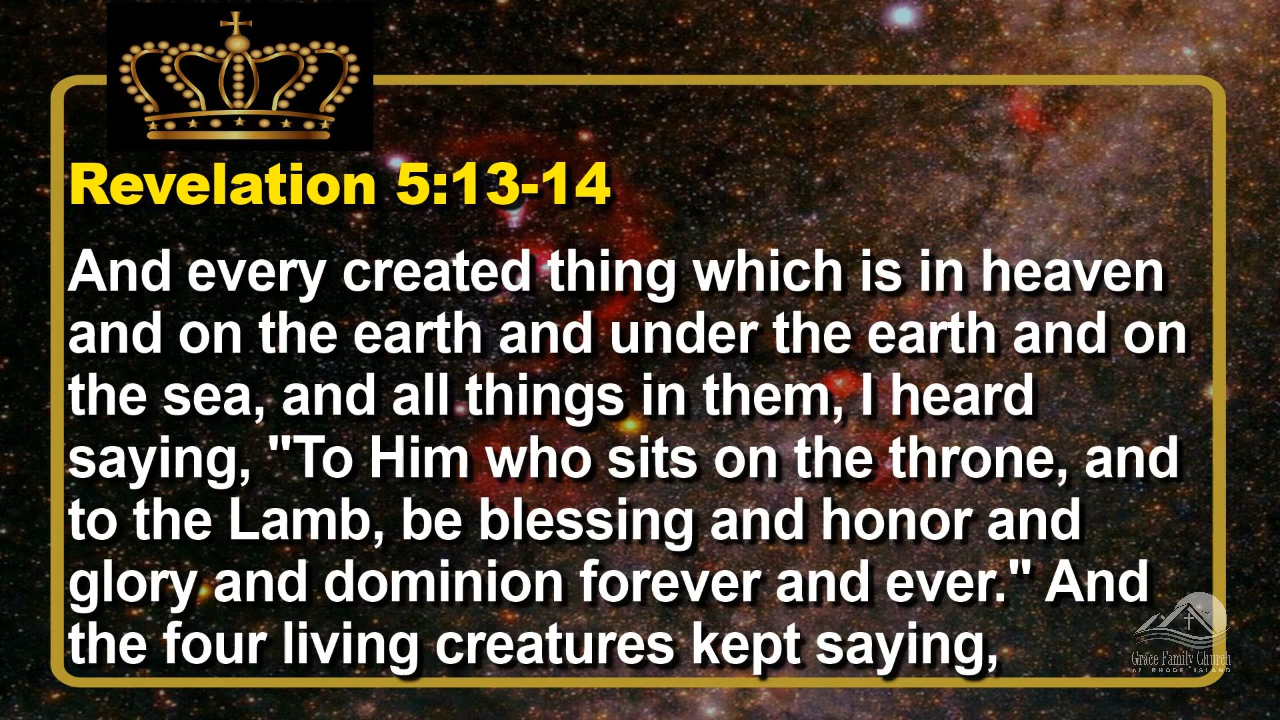 Revelation 5:13-14
And every created thing which is in heaven
and on the earth and under the earth and on
the sea, and all things in them, I heard
saying, "To Him who sits on the throne, and
to the Lamb, be blessing and honor and
glory and dominion forever and ever." And
the four living creatures kept saying,
Grace Family Church
of RHODE ISLAND